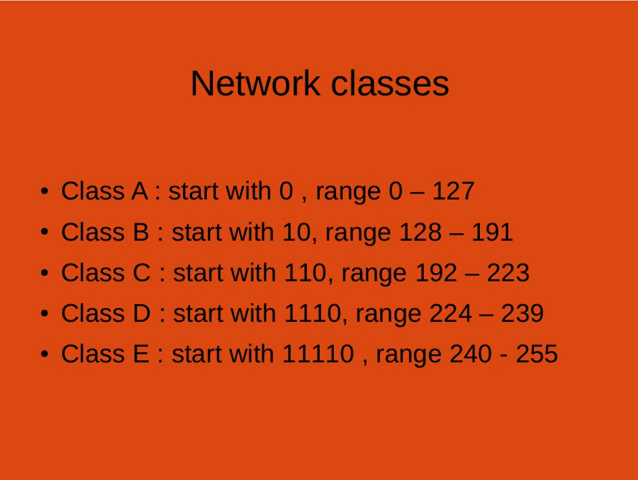 Network classes
• Class A : start with 0 , range 0 – 127
• Class B : start with 10, range 128 – 191
• Class C : start with 110, range 192 – 223
• Class D : start with 1110, range 224 – 239
• Class E : start with 11110 , range 240 - 255